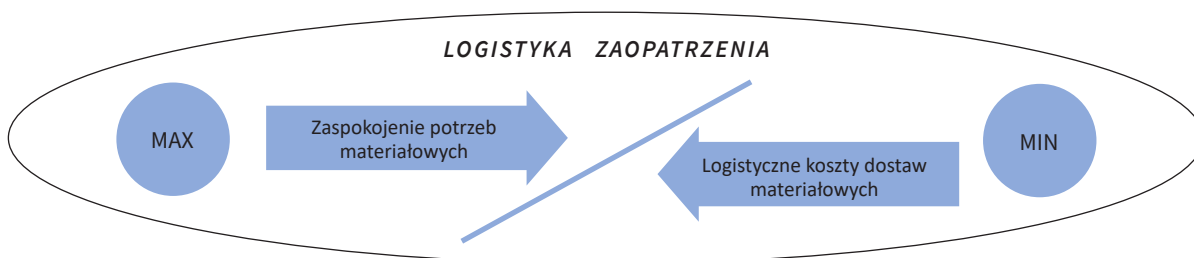 LOGISTYKA ZAOPATRZENIA
MAX
Zaspokojenie potrzeb
materiałowych
Logistyczne koszty dostaw
materiałowych
MIN